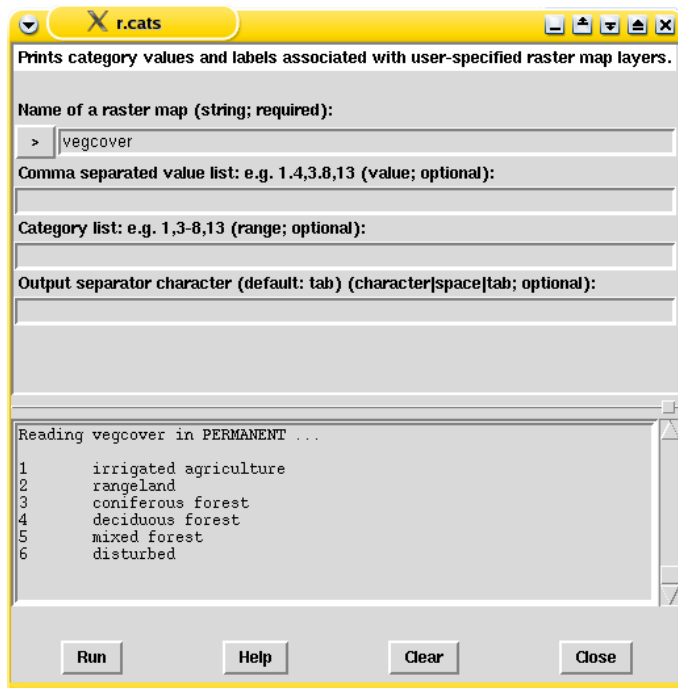 r.cats
Prints category values and labels associated with user-specified raster map layers.
Name of a raster map (string; required):
> vegcover
Comma separated value list: e.g. 1.4,3.8,13 (value; optional):
Category list: e.g. 1,3-8,13 (range; optional):
Output separator character (default: tab) (character|space|tab; optional):
Reading vegcover in PERMANENT ...
1 irrigated agriculture
2 rangeland
3 coniferous forest
4 deciduous forest
5 mixed forest
6 disturbed
Run Help Clear Close